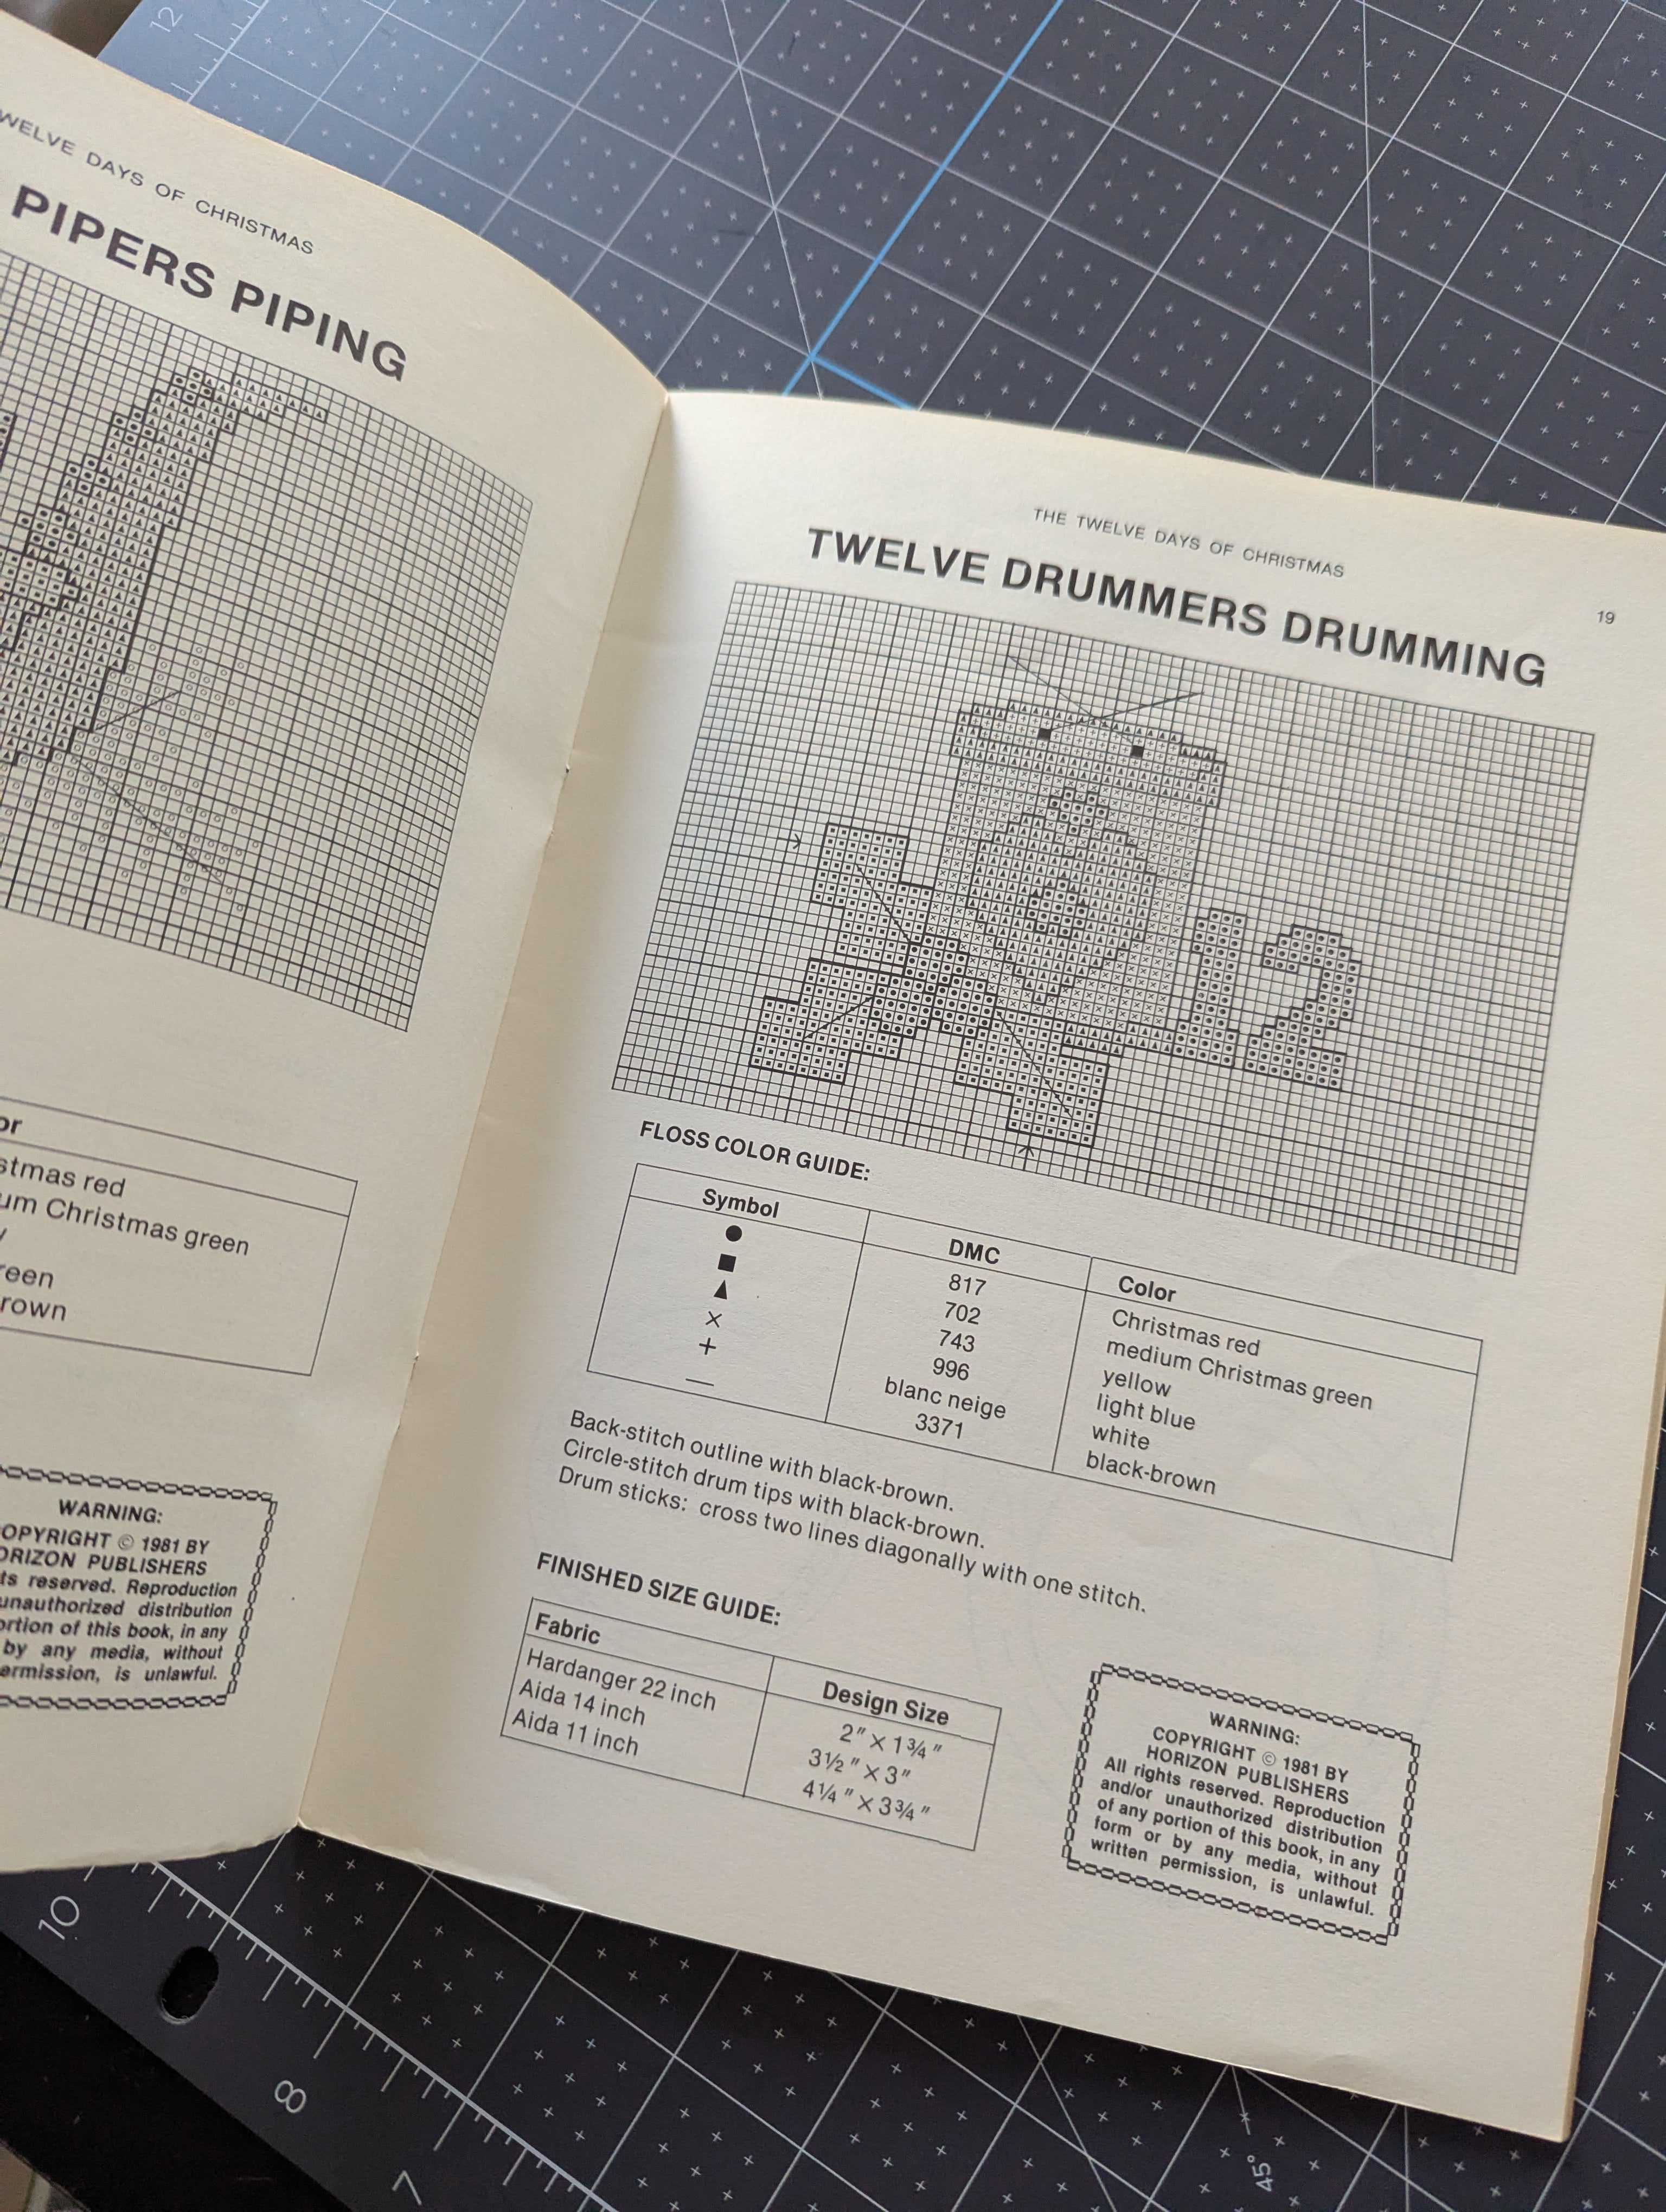 12
WELVE DAYS OF CHRISTMAS
PIPERS PIPING
or
stmas red
um Christmas green
y
reen
rown
WARNING:
OPYRIGHT © 1981 BY
ORIZON PUBLISHERS
ts reserved. Reproduction
unauthorized distribution
ortion of this book, in any
by any media, without
ermission, is unlawful.
THE TWELVE DAYS OF CHRISTMAS
19
TWELVE DRUMMERS DRUMMING
12
FLOSS COLOR GUIDE:
Symbol DMC Color
● 817 Christmas red
■ 702 medium Christmas green
▲ 743 yellow
× 996 light blue
+ blanc neige white
— 3371 black-brown
Back-stitch outline with black-brown.
Circle-stitch drum tips with black-brown.
Drum sticks: cross two lines diagonally with one stitch.
FINISHED SIZE GUIDE:
Fabric Design Size
Hardanger 22 inch 2" × 1¾"
Aida 14 inch 3½" × 3"
Aida 11 inch 4¼" × 3¾"
WARNING:
COPYRIGHT © 1981 BY
HORIZON PUBLISHERS
All rights reserved. Reproduction
and/or unauthorized distribution
of any portion of this book, in any
form or by any media, without
written permission, is unlawful.
10
8
7
45°